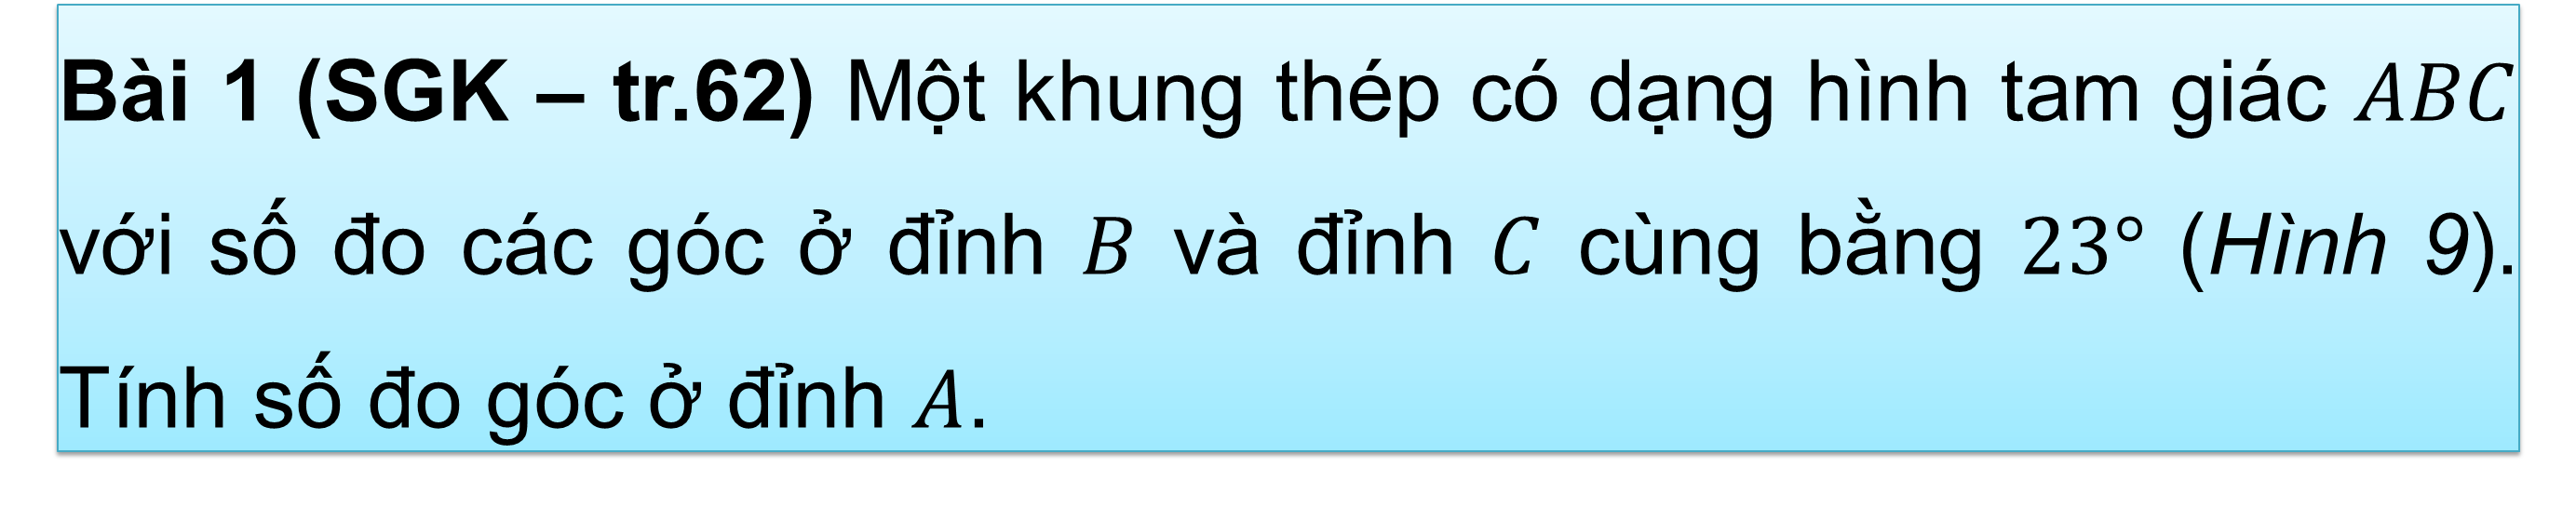 Bài 1 (SGK – tr.62) Một khung thép có dạng hình tam giác ABC
với số đo các góc ở đỉnh B và đỉnh C cùng bằng 23° (Hình 9).
Tính số đo góc ở đỉnh A.